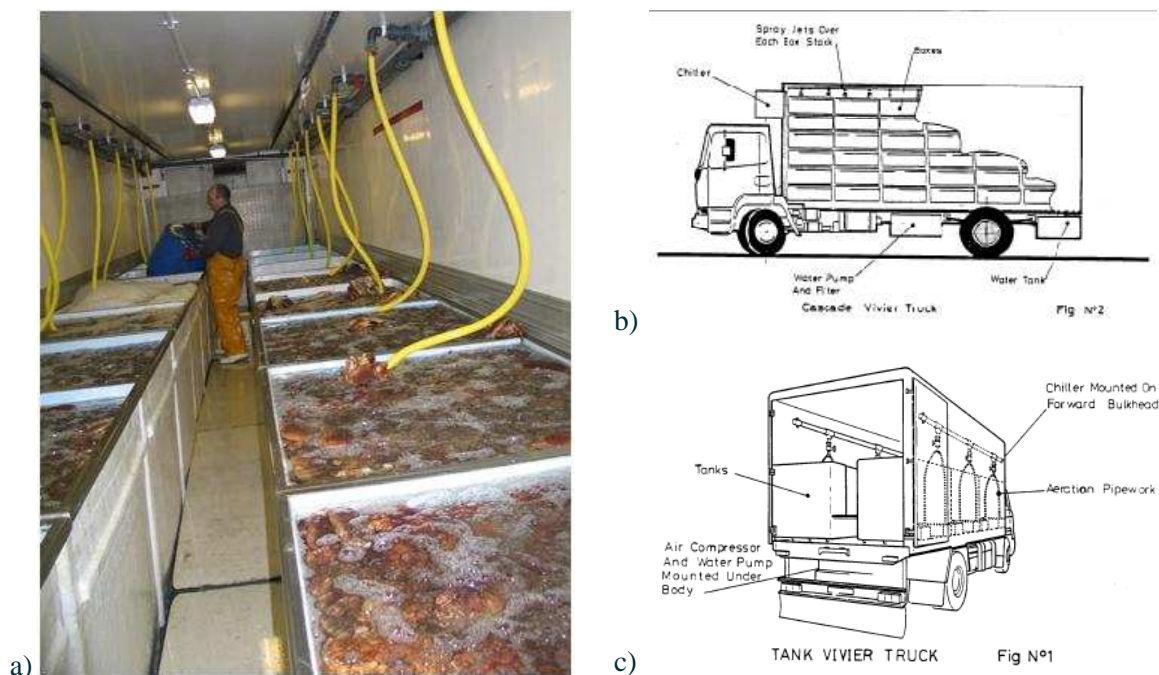 a)
b)
Spray Jets Over
Each Box Stack
Boxes
Chiller
Water Pump
And Filter
Water Tank
Cascade Vivier Truck
Fig Nº2
c)
Chiller Mounted On
Forward Bulkhead
Tanks
Aeration Pipework
Air Compressor
And Water Pump
Mounted Under
Body
TANK VIVIER TRUCK
Fig Nº1